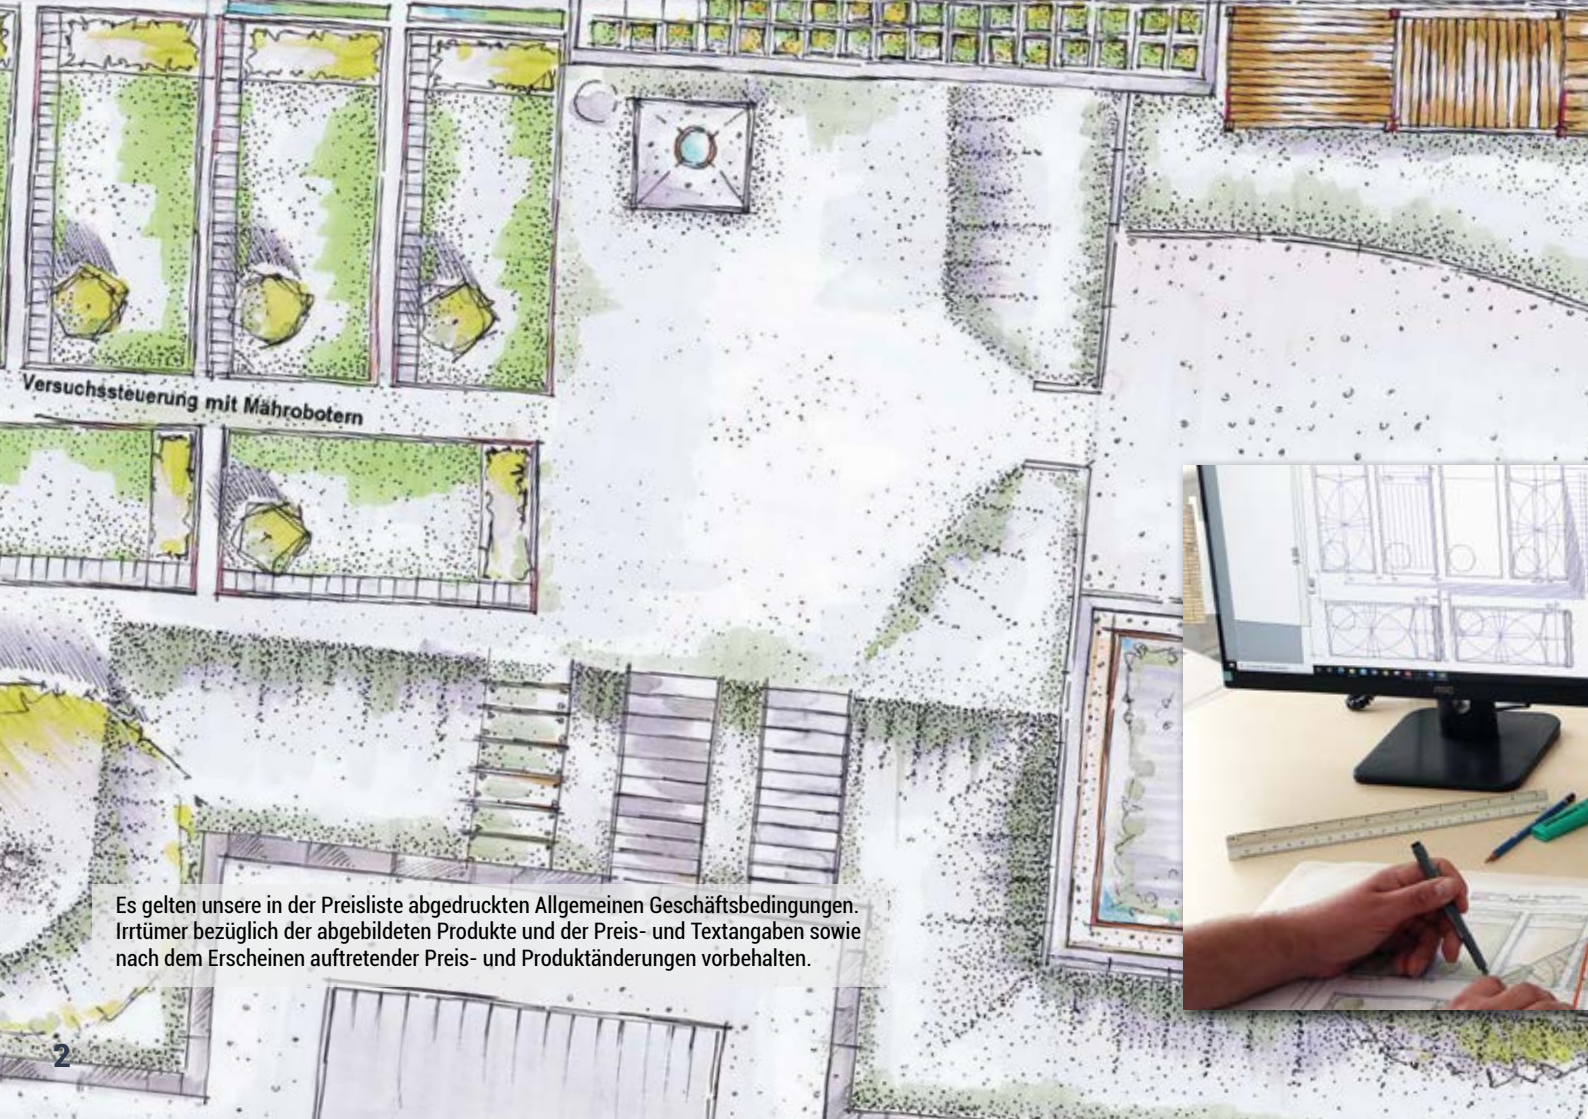 Versuchssteuerung mit Mährobotern
Es gelten unsere in der Preisliste abgedruckten Allgemeinen Geschäftsbedingungen.
Irrtümer bezüglich der abgebildeten Produkte und der Preis- und Textangaben sowie
nach dem Erscheinen auftretender Preis- und Produktänderungen vorbehalten.
2